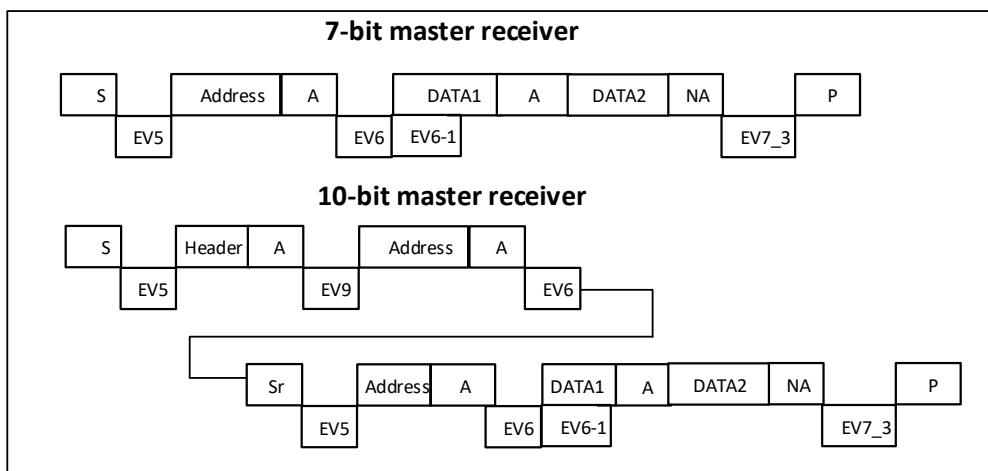 7-bit master receiver
S Address A DATA1 A DATA2 NA P
EV5 EV6 EV6-1 EV7_3
10-bit master receiver
S Header A Address A
EV5 EV9 EV6
Sr Address A DATA1 A DATA2 NA P
EV5 EV6 EV6-1 EV7_3